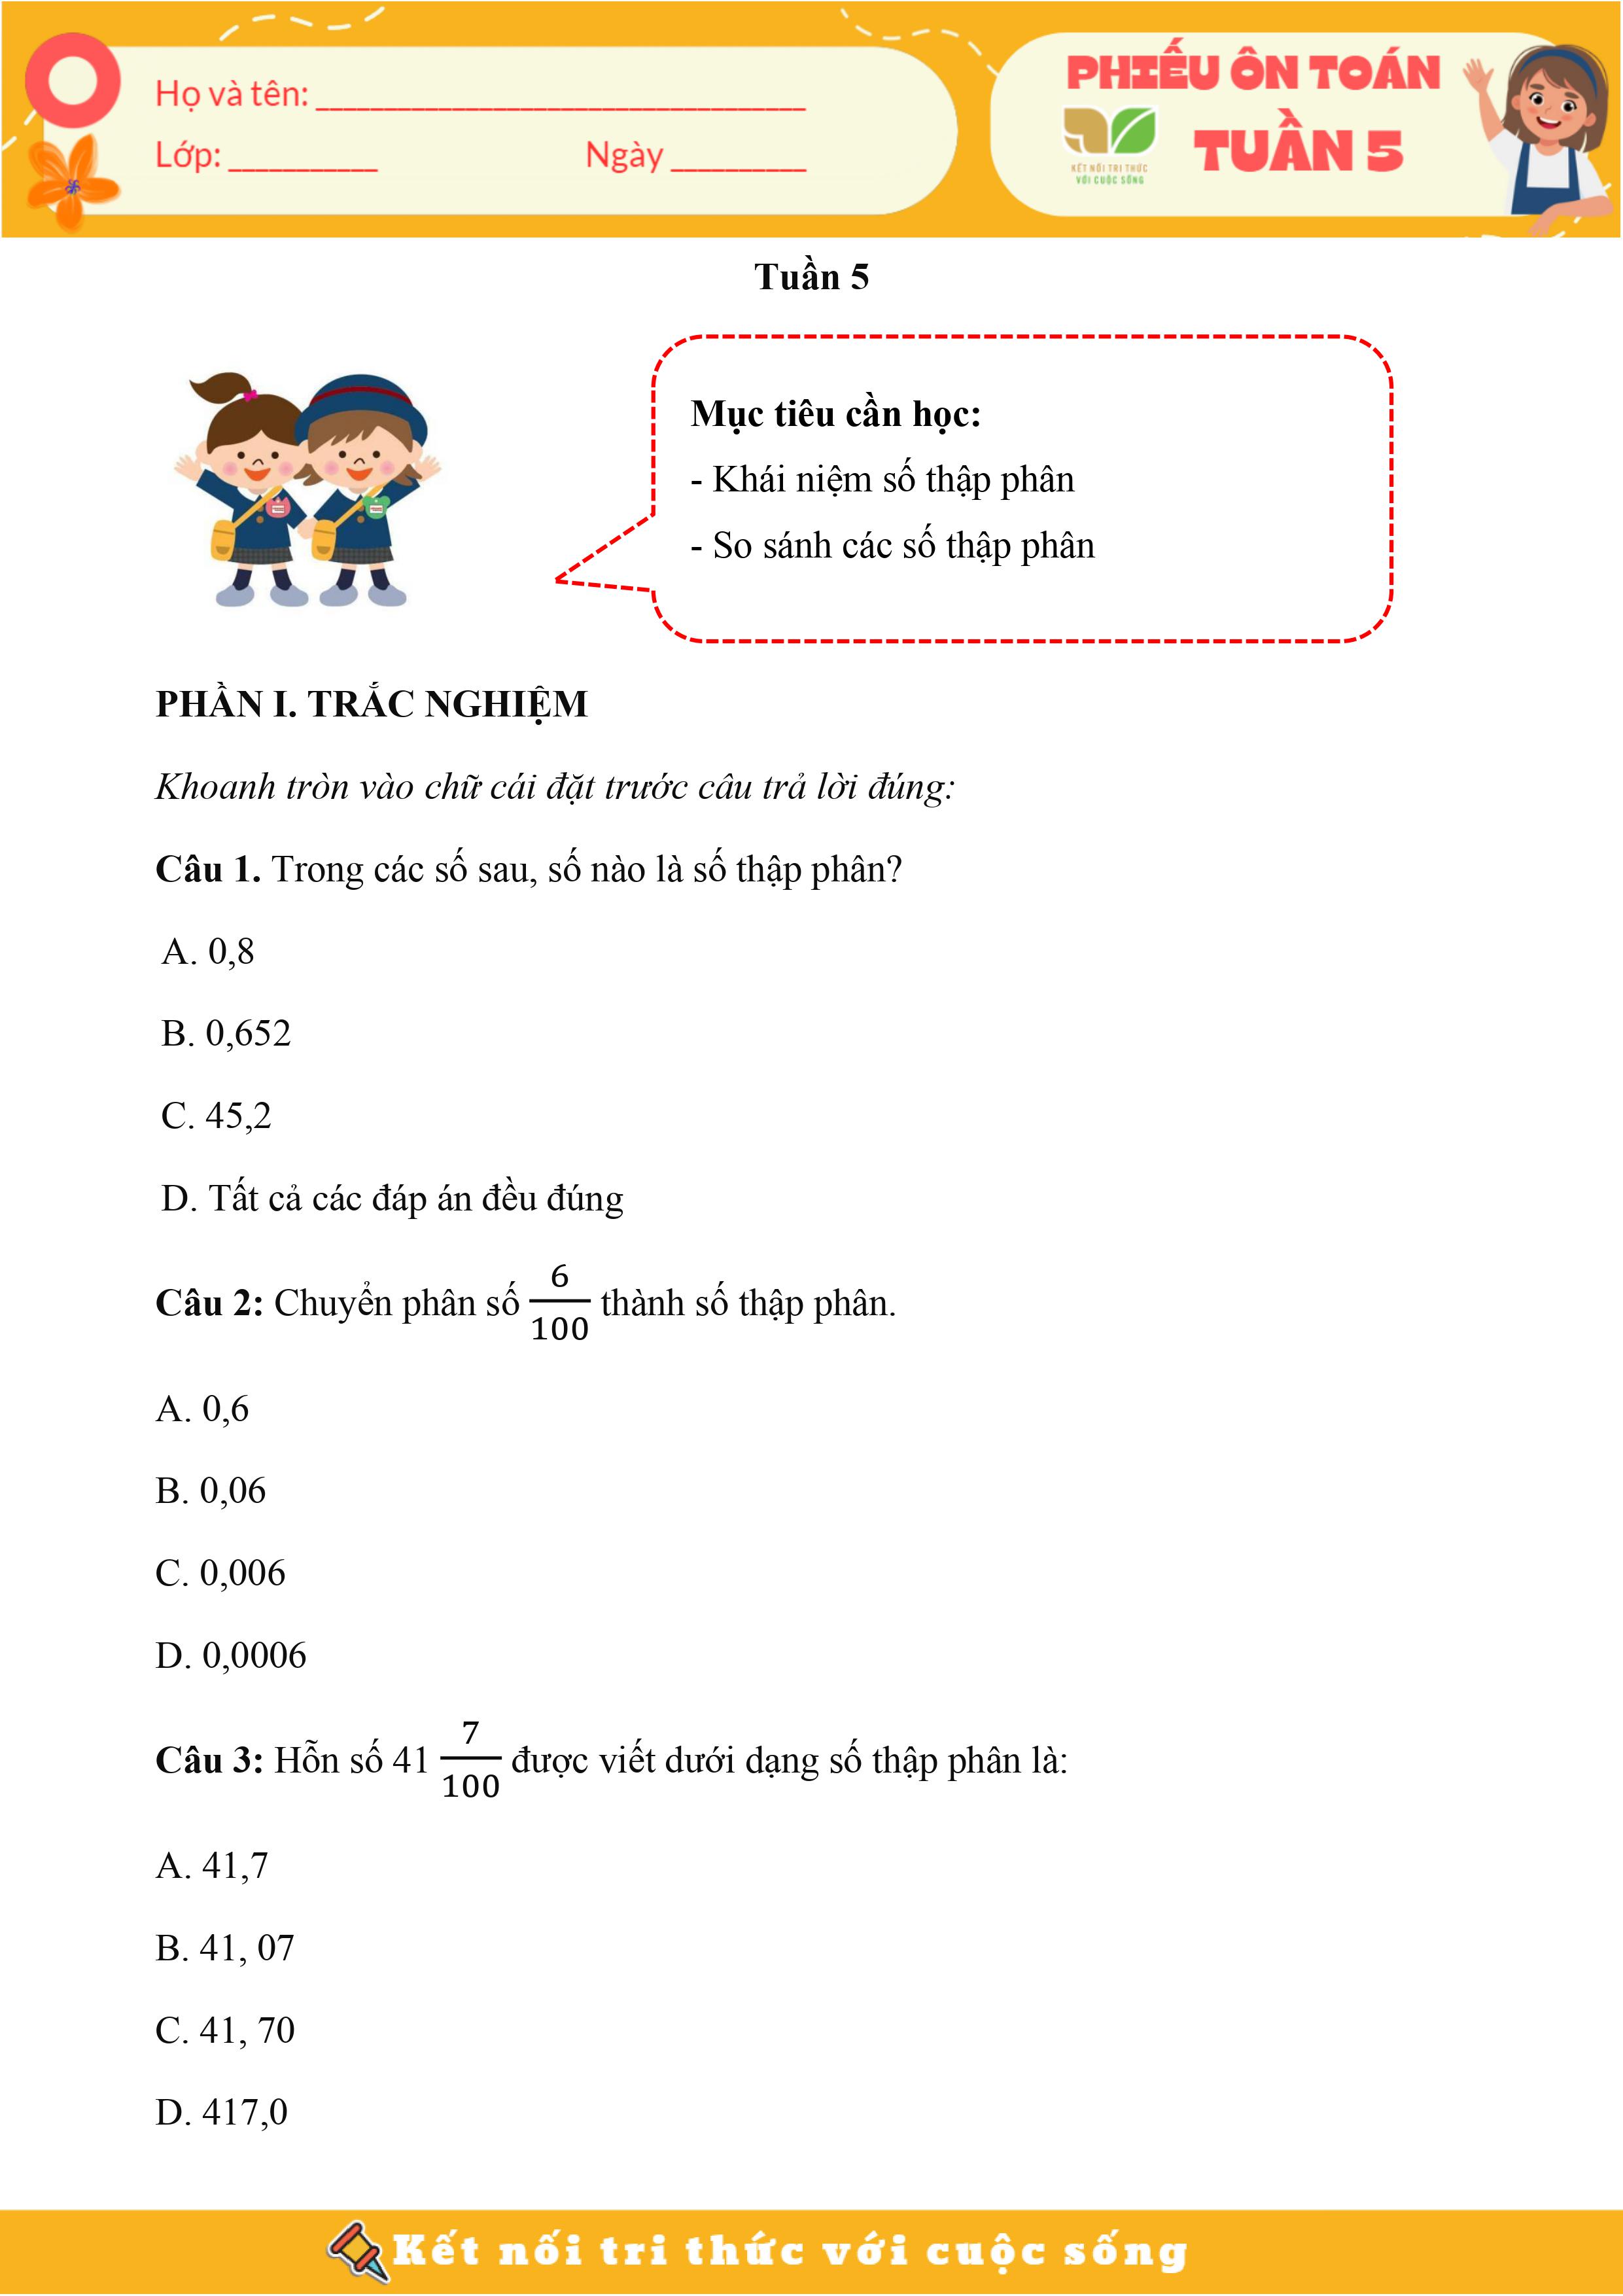 Họ và tên: ____________________________
Lớp: ___________ Ngày __________
PHIẾU ÔN TOÁN
TUẦN 5
KẾT NỐI TRI THỨC
VỚI CUỘC SỐNG
Tuần 5
Mục tiêu cần học:
- Khái niệm số thập phân
- So sánh các số thập phân
PHẦN I. TRẮC NGHIỆM
Khoanh tròn vào chữ cái đặt trước câu trả lời đúng:
Câu 1. Trong các số sau, số nào là số thập phân?
A. 0,8
B. 0,652
C. 45,2
D. Tất cả các đáp án đều đúng
Câu 2: Chuyển phân số 6/100 thành số thập phân.
A. 0,6
B. 0,06
C. 0,006
D. 0,0006
Câu 3: Hỗn số 41 7/100 được viết dưới dạng số thập phân là:
A. 41,7
B. 41, 07
C. 41, 70
D. 417,0
Kết nối tri thức với cuộc sống